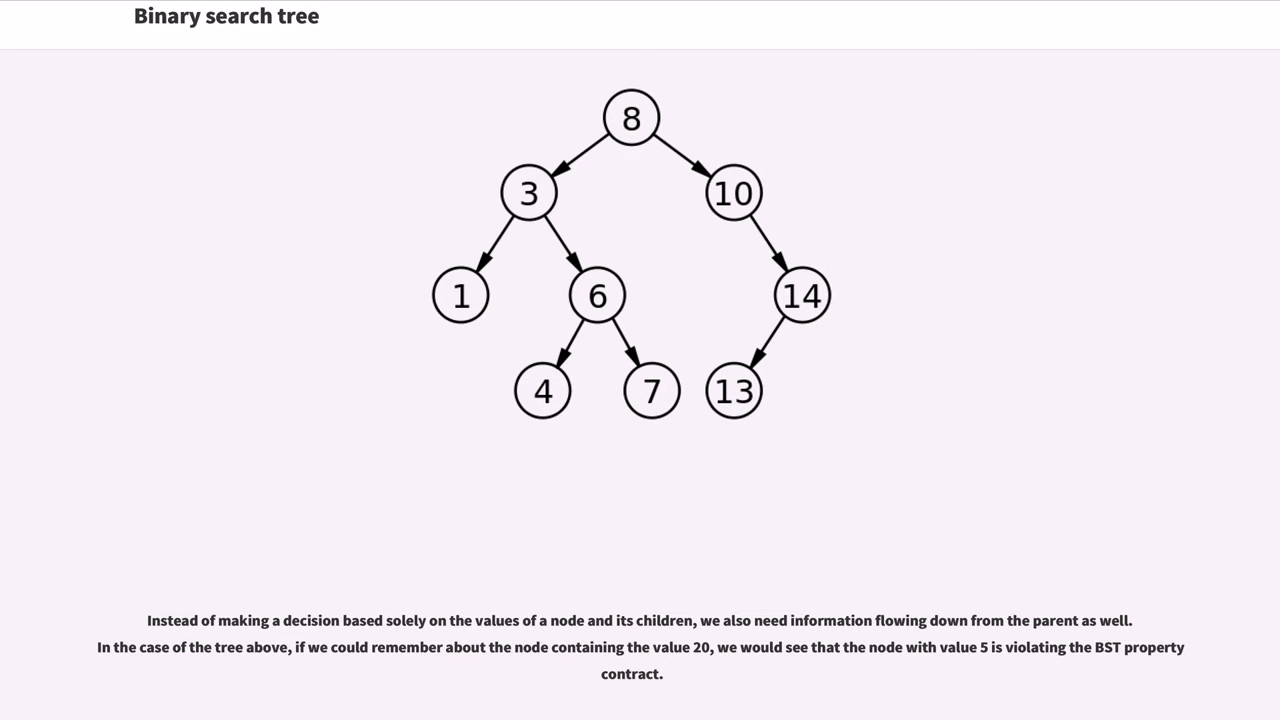 Binary search tree
8
3 10
1 6 14
4 7 13
Instead of making a decision based solely on the values of a node and its children, we also need information flowing down from the parent as well.
In the case of the tree above, if we could remember about the node containing the value 20, we would see that the node with value 5 is violating the BST property
contract.